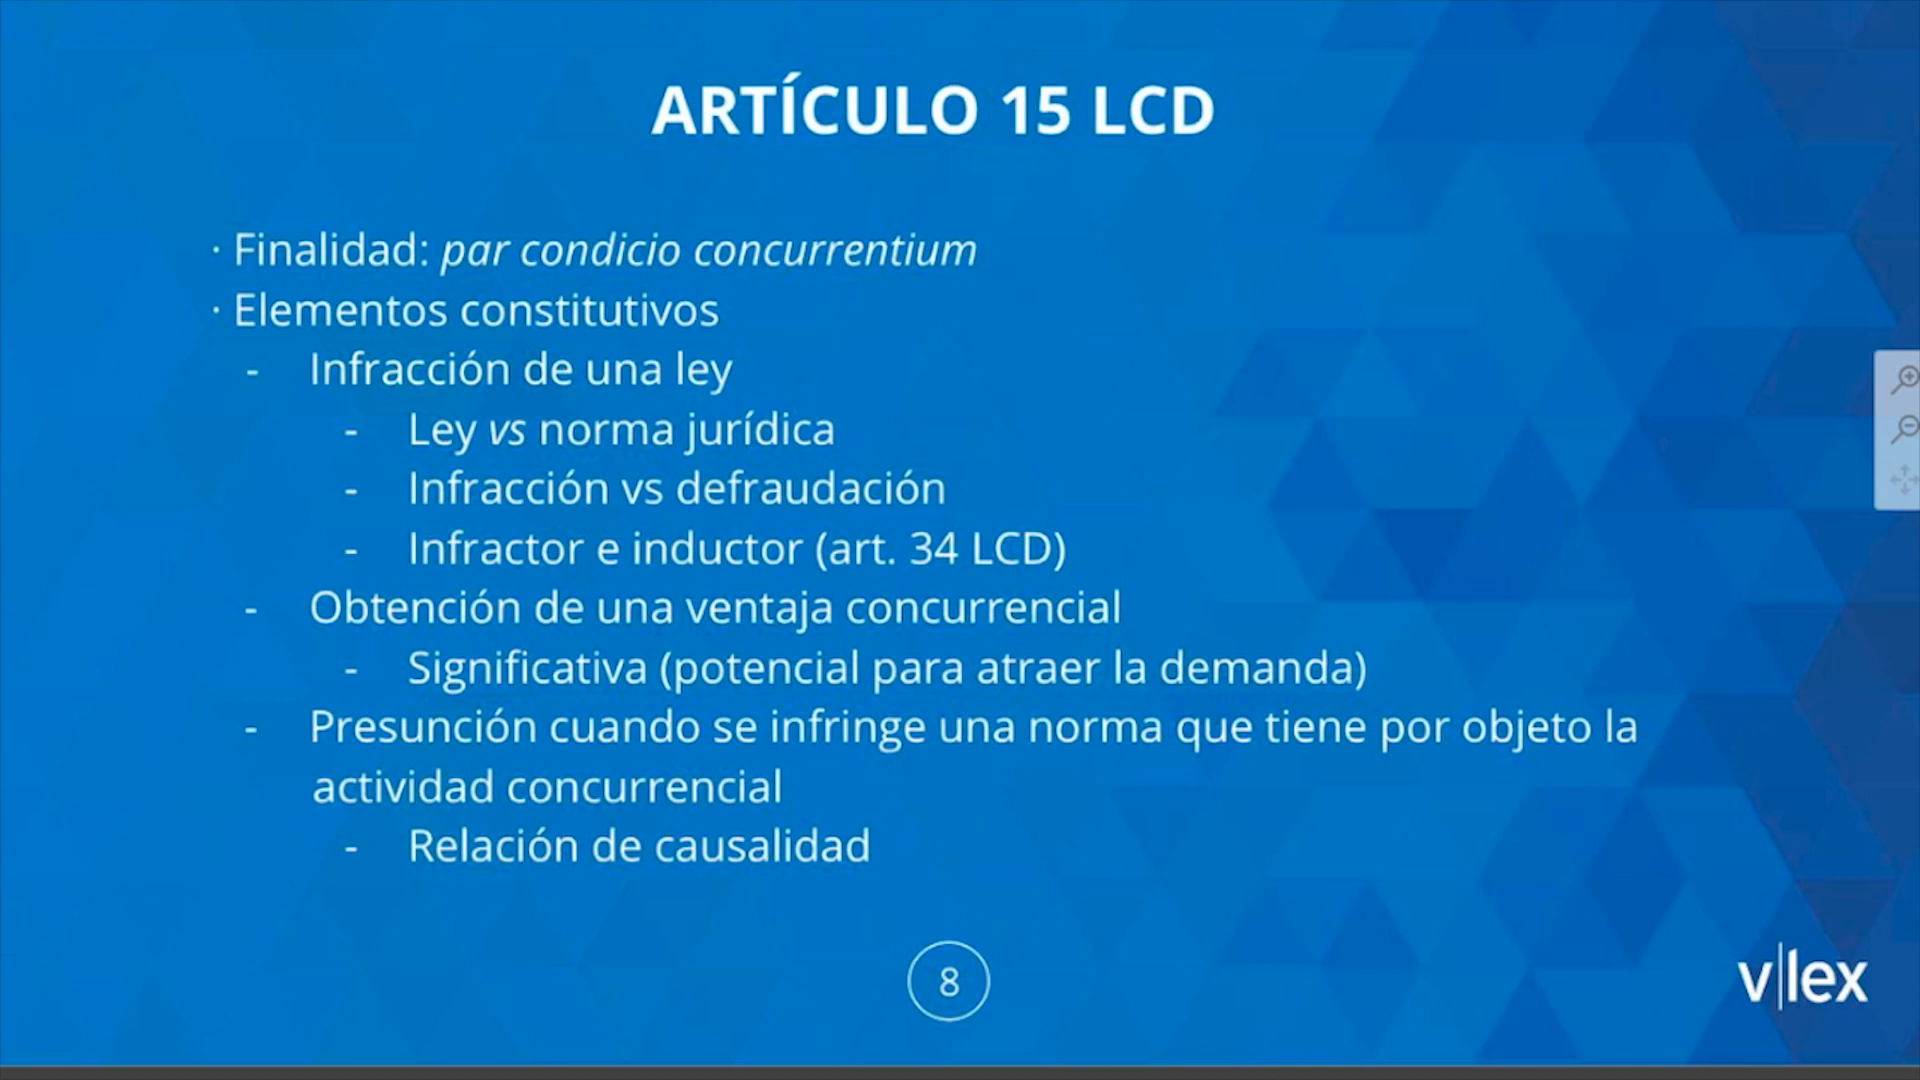 ARTÍCULO 15 LCD
· Finalidad: par condicio concurrentium
· Elementos constitutivos
- Infracción de una ley
- Ley vs norma jurídica
- Infracción vs defraudación
- Infractor e inductor (art. 34 LCD)
- Obtención de una ventaja concurrencial
- Significativa (potencial para atraer la demanda)
- Presunción cuando se infringe una norma que tiene por objeto la
actividad concurrencial
- Relación de causalidad
8
v|lex